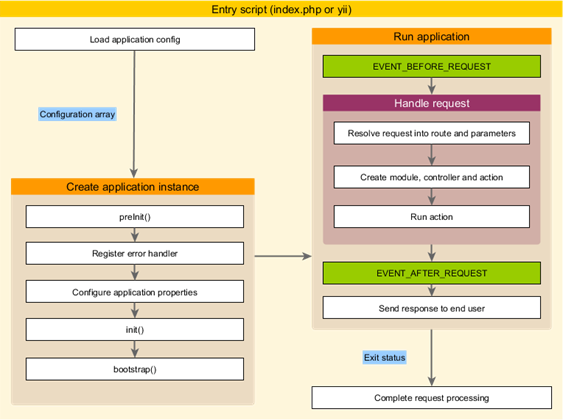 Entry script (index.php or yii)
Load application config
Configuration array
Create application instance
preInit()
Register error handler
Configure application properties
init()
bootstrap()
Run application
EVENT_BEFORE_REQUEST
Handle request
Resolve request into route and parameters
Create module, controller and action
Run action
EVENT_AFTER_REQUEST
Send response to end user
Exit status
Complete request processing